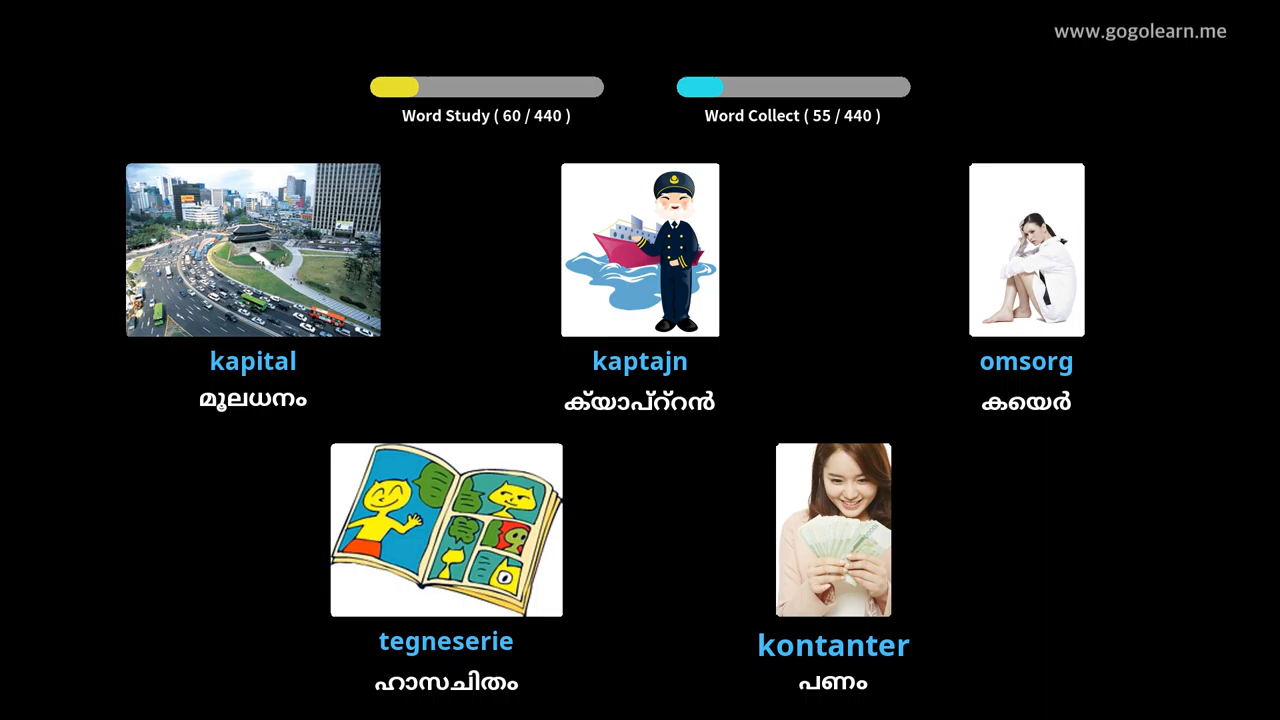 www.gogolearn.me
Word Study ( 60 / 440 )
Word Collect ( 55 / 440 )
kapital
kaptajn
omsorg
മൂലധനം
ക്യാപ്റ്റൻ
കയെർ
tegneserie
kontanter
ഹാസചിതം
പണം